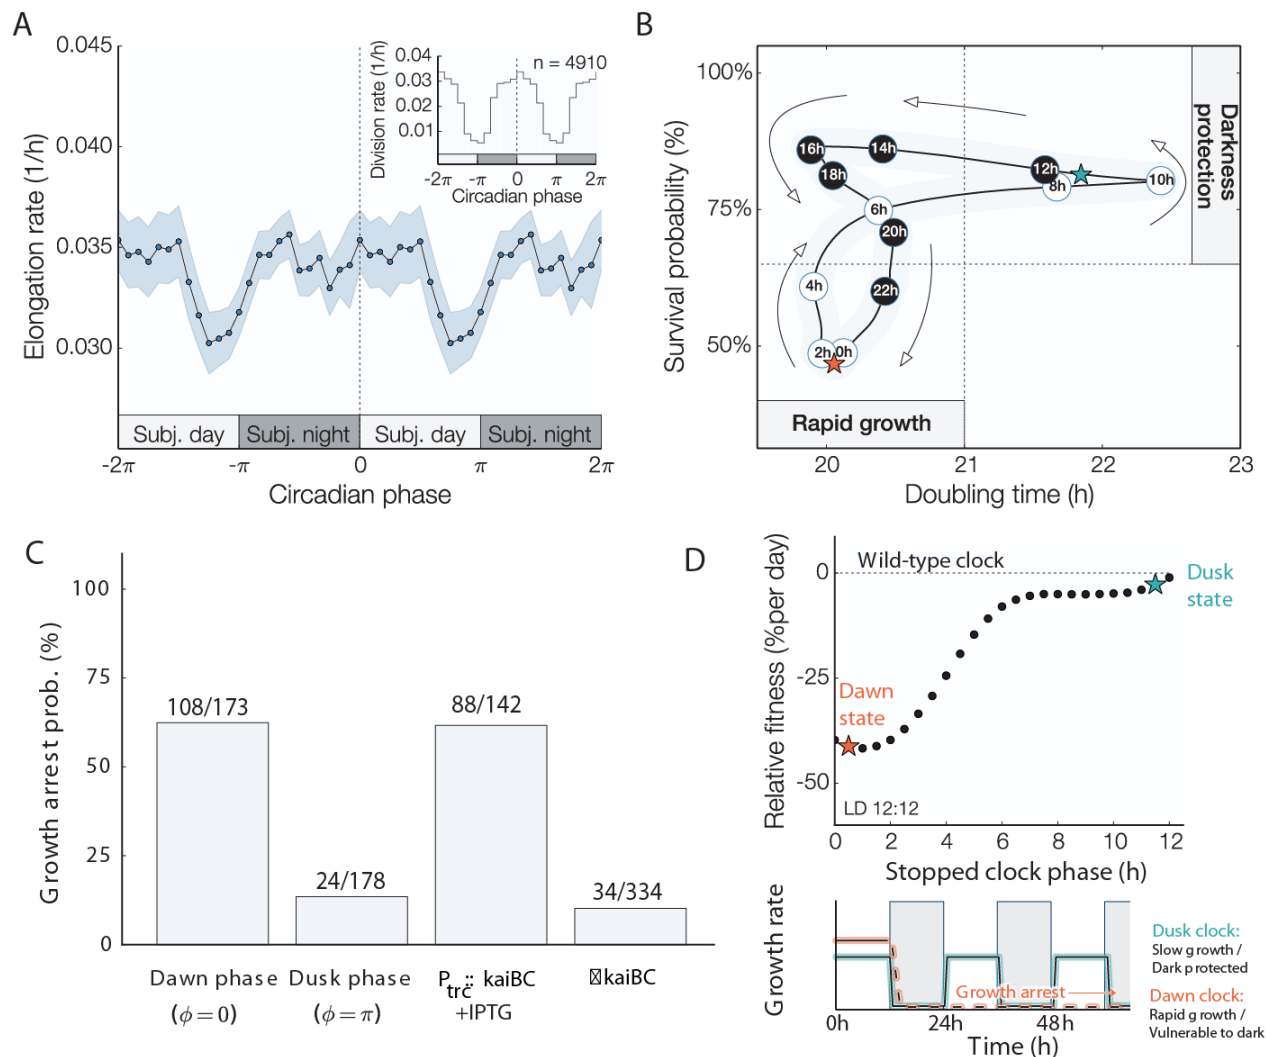 A
0.045
0.040
0.035
0.030
Elongation rate (1/h)
Subj. day
Subj. night
Subj. day
Subj. night
-2π
-π
0
π
2π
Circadian phase
0.04
0.03
0.02
0.01
Division rate (1/h)
n = 4910
-2π
-π
0
π
2π
Circadian phase
B
100%
75%
50%
Survival probability (%)
16h
14h
18h
12h
8h
10h
6h
20h
4h
22h
2h
0h
Darkness
protection
Rapid growth
20
21
22
23
Doubling time (h)
C
100
75
50
25
0
Growth arrest prob. (%)
108/173
24/178
88/142
34/334
Dawn phase
(ϕ = 0)
Dusk phase
(ϕ = π)
Ptrc:: kaiBC
+IPTG
kaiBC
D
0
-25
-50
Relative fitness (%per day)
Wild-type clock
Dusk
state
Dawn
state
LD 12:12
0
2
4
6
8
10
12
Stopped clock phase (h)
Growth rate
Growth arrest
0h
24h
48h
Time (h)
Dusk clock:
Slow growth /
Dark protected
Dawn clock:
Rapid growth /
Vulnerable to dark